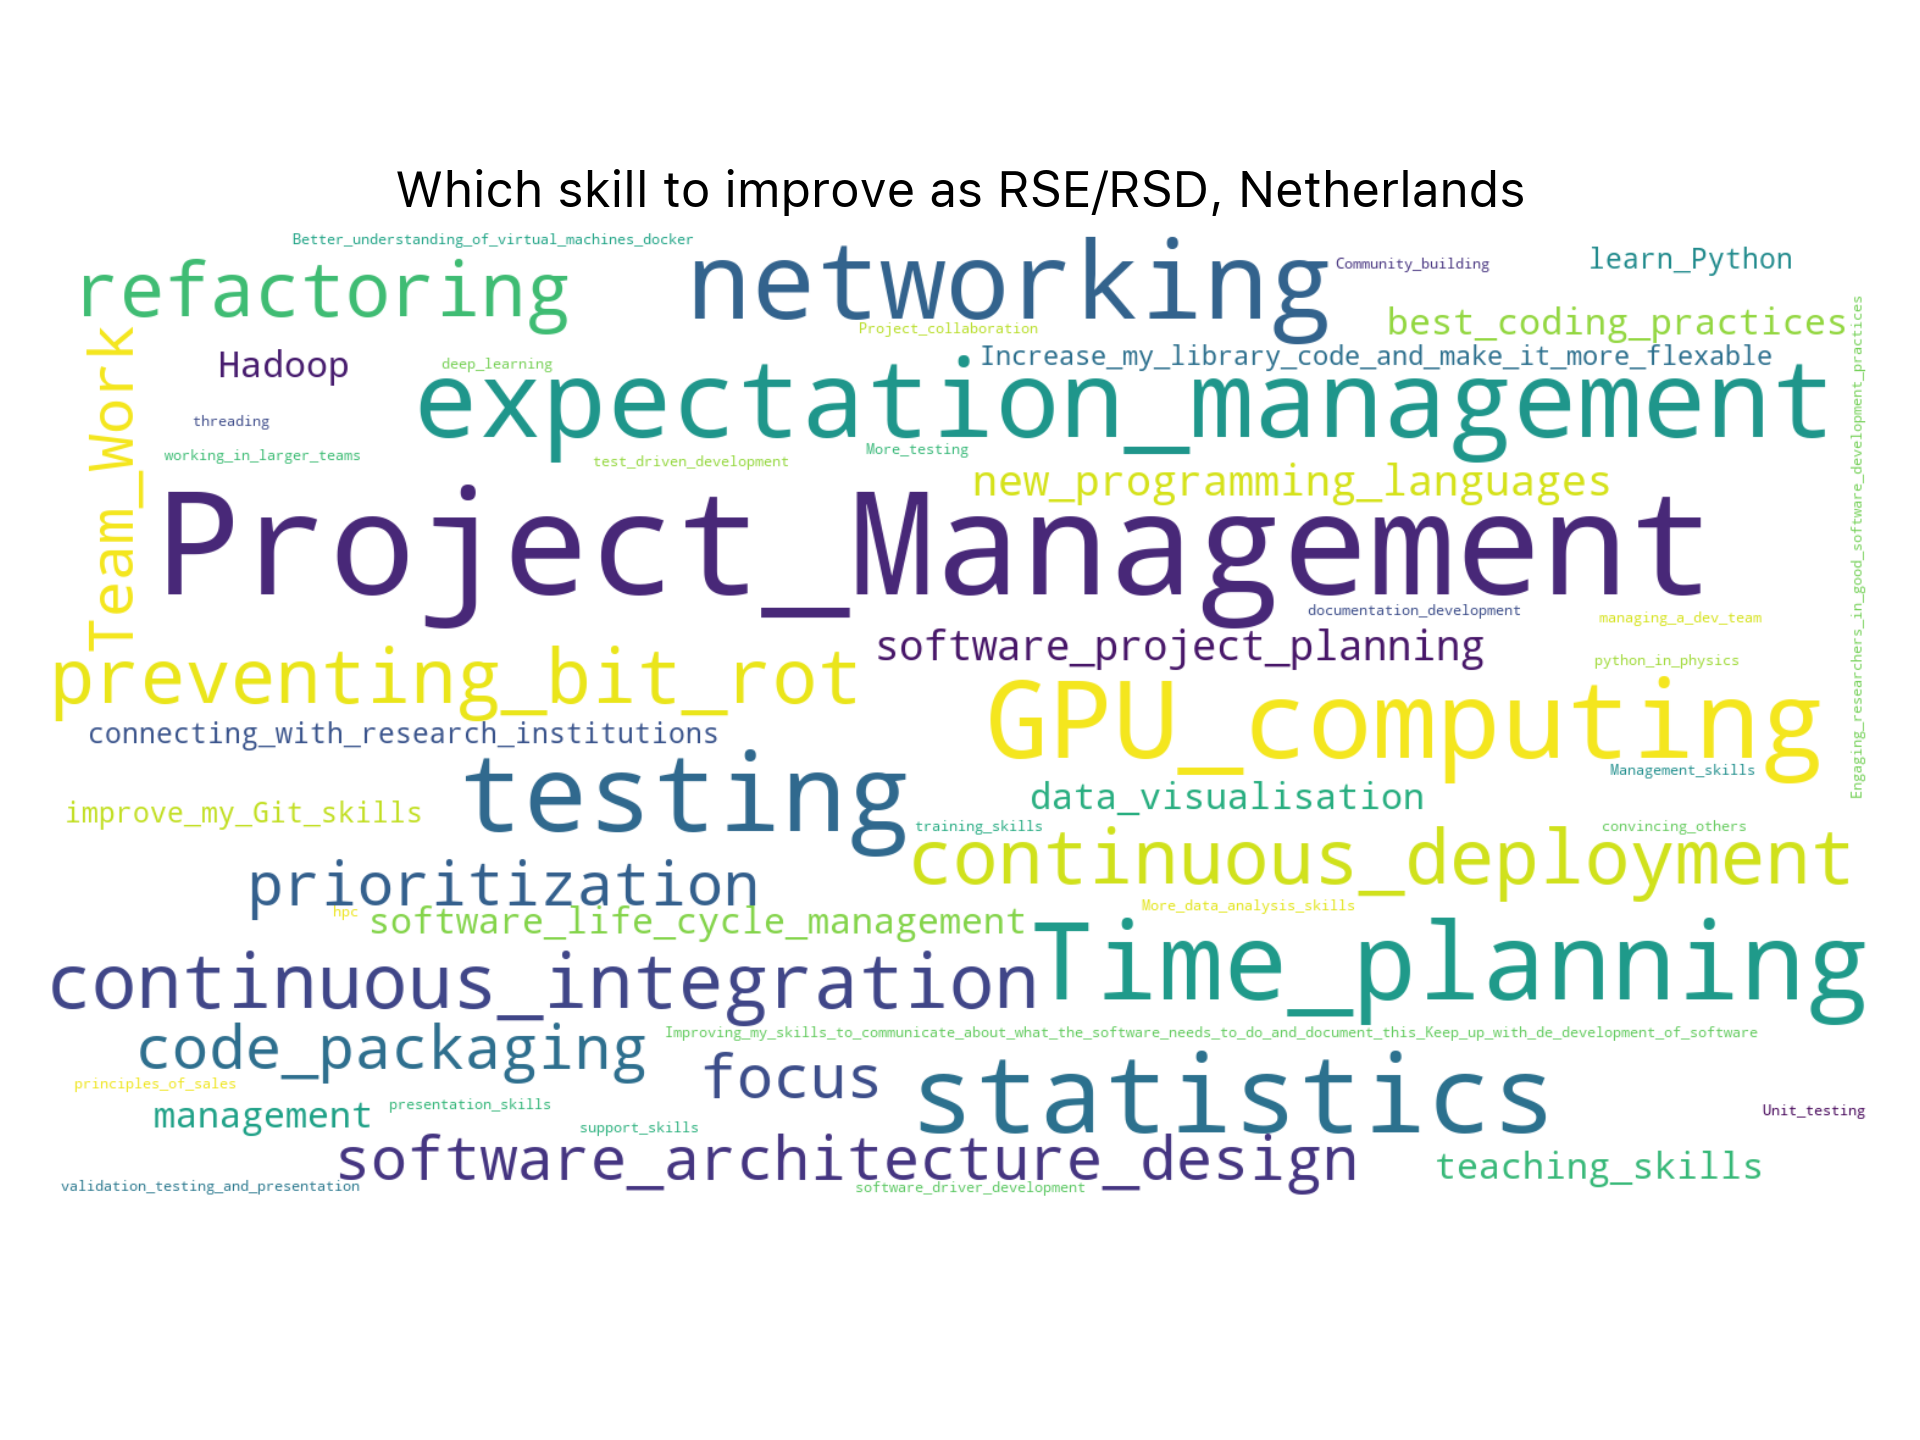 Which skill to improve as RSE/RSD, Netherlands
Better_understanding_of_virtual_machines_docker
refactoring
networking
Community_building
learn_Python
Project_collaboration
best_coding_practices
Team_Work
Hadoop
deep_learning
Increase_my_library_code_and_make_it_more_flexable
expectation_management
Engaging_researchers_in_good_software_development_practices
threading
working_in_larger_teams
test_driven_development
More_testing
new_programming_languages
Project_Management
documentation_development
managing_a_dev_team
software_project_planning
python_in_physics
preventing_bit_rot
GPU_computing
connecting_with_research_institutions
Management_skills
testing
data_visualisation
improve_my_Git_skills
training_skills
convincing_others
continuous_deployment
prioritization
hpc
software_life_cycle_management
More_data_analysis_skills
continuous_integration
Time_planning
Improving_my_skills_to_communicate_about_what_the_software_needs_to_do_and_document_this_Keep_up_with_de_development_of_software
code_packaging
focus
statistics
principles_of_sales
management
presentation_skills
support_skills
Unit_testing
software_architecture_design
teaching_skills
validation_testing_and_presentation
software_driver_development